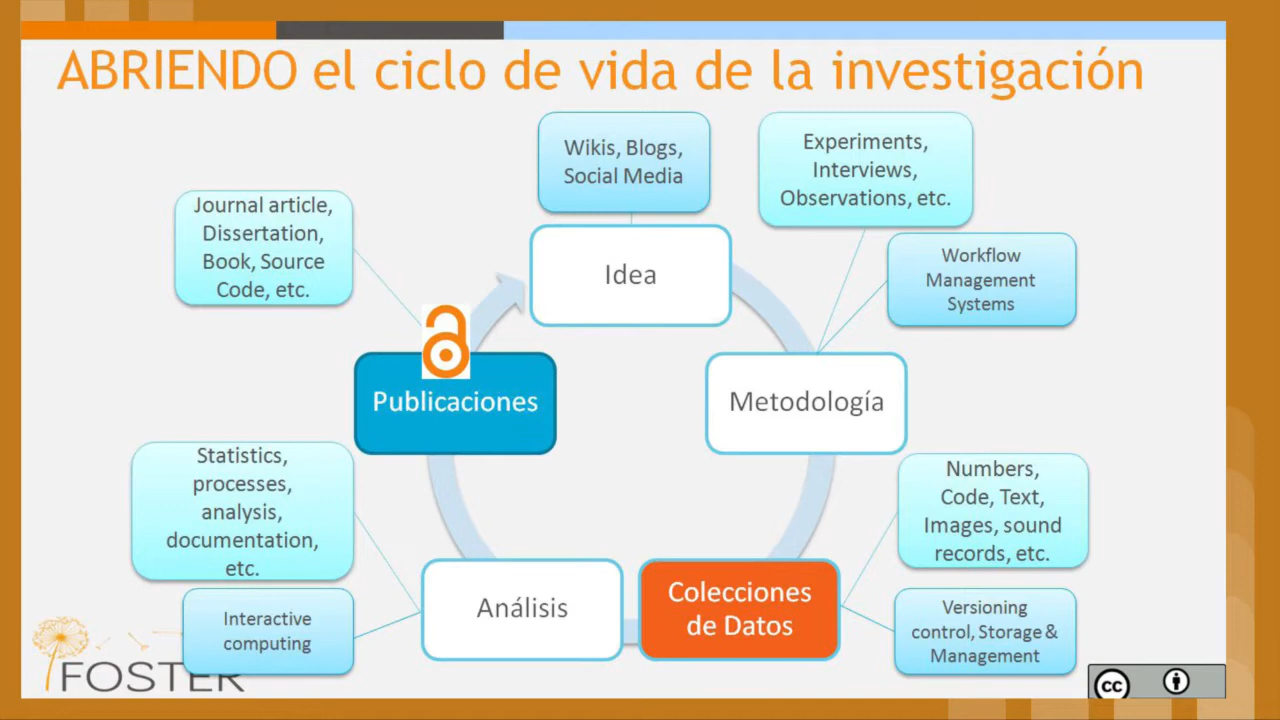 ABRIENDO el ciclo de vida de la investigación
Wikis, Blogs,
Social Media
Experiments,
Interviews,
Observations, etc.
Journal article,
Dissertation,
Book, Source
Code, etc.
Idea
Workflow
Management
Systems
Publicaciones
Metodología
Statistics,
processes,
analysis,
documentation,
etc.
Numbers,
Code, Text,
Images, sound
records, etc.
Análisis
Colecciones
de Datos
Interactive
computing
Versioning
control, Storage &
Management
FOSTER
cc